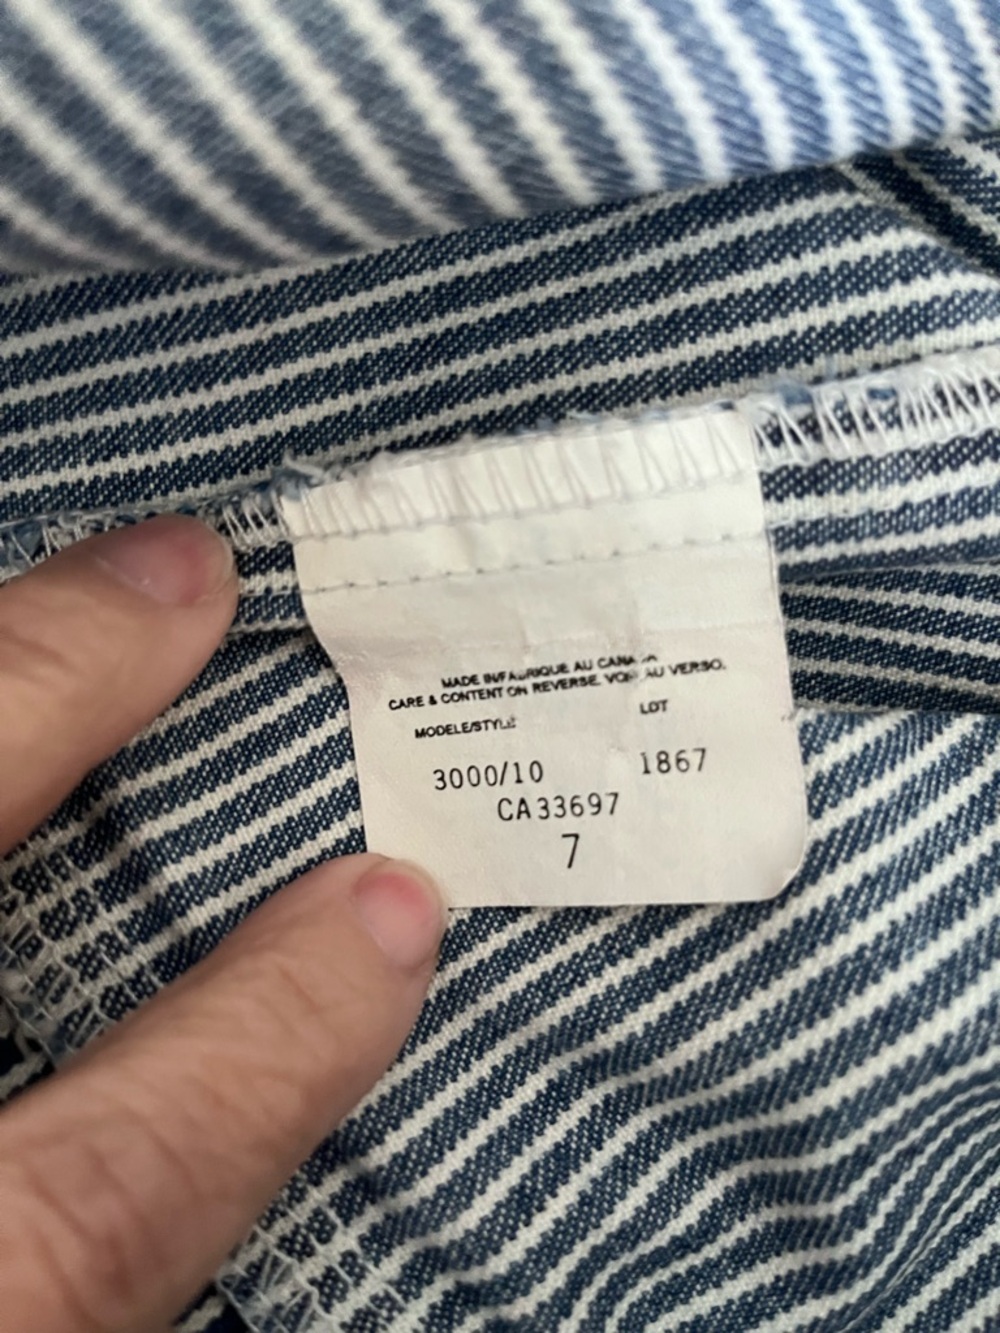 MADE IN/FABRIQUE AU CANADA
CARE & CONTENT ON REVERSE. VOIR AU VERSO.
MODELE/STYLE LOT
3000/10 1867
CA33697
7